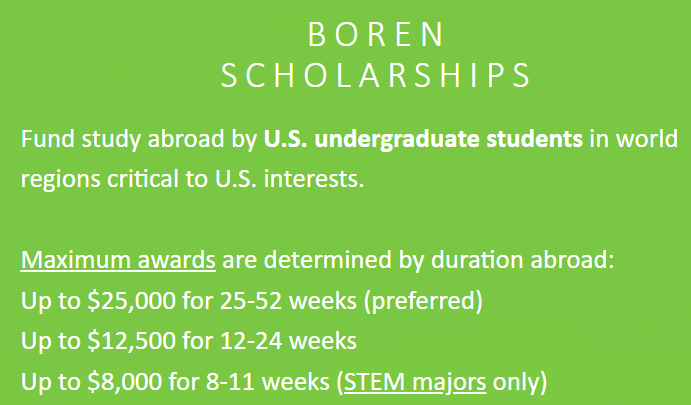 BOREN
SCHOLARSHIPS
Fund study abroad by U.S. undergraduate students in world
regions critical to U.S. interests.
Maximum awards are determined by duration abroad:
Up to $25,000 for 25-52 weeks (preferred)
Up to $12,500 for 12-24 weeks
Up to $8,000 for 8-11 weeks (STEM majors only)